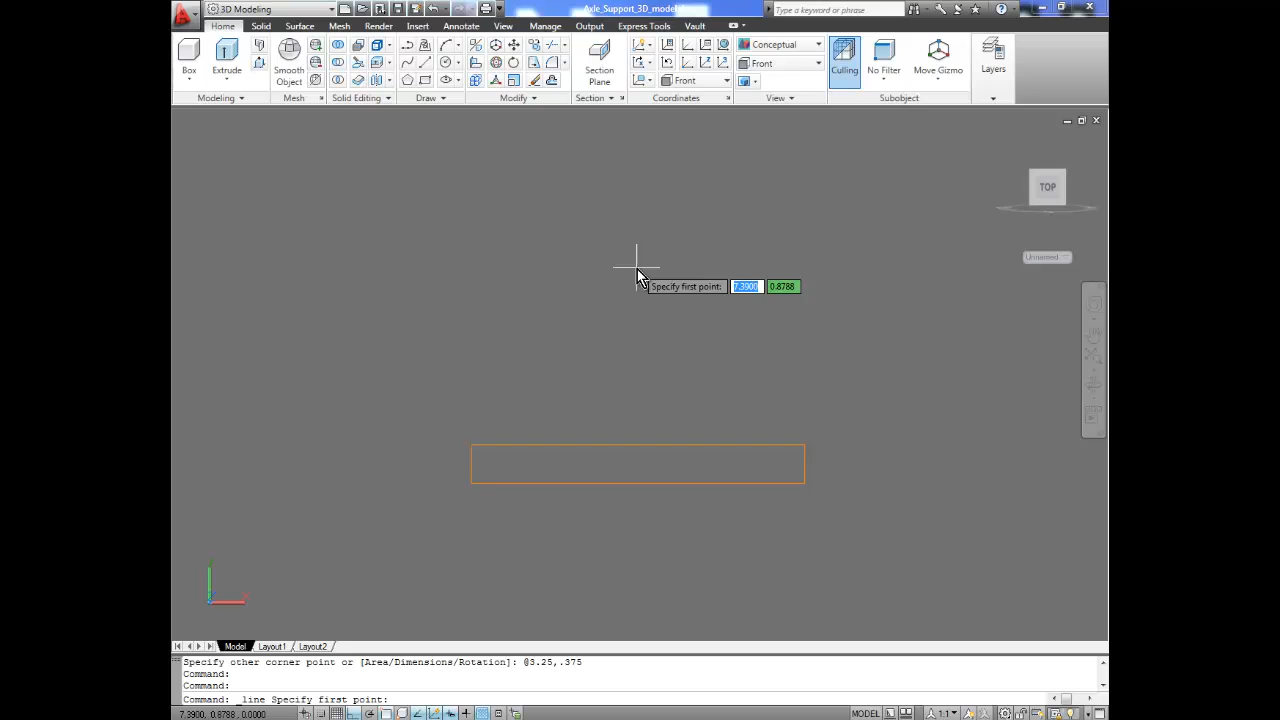 3D Modeling
Axle_Support_3D_model
Type a keyword or phrase
Home Solid Surface Mesh Render Insert Annotate View Manage Output Express Tools Vault
Box
Extrude
Smooth
Object
Section
Plane
Front
Conceptual
Front
Culling
No Filter
Move Gizmo
Layers
Modeling Mesh Solid Editing Draw Modify Section Coordinates View Subobject
TOP
Unnamed
Specify first point: 7.3900 0.8788
X
Model Layout1 Layout2
Specify other corner point or [Area/Dimensions/Rotation]: @3.25,.375
Command:
Command:
Command: _line Specify first point:
7.3900, 0.8788, 0.0000
MODEL
1:1